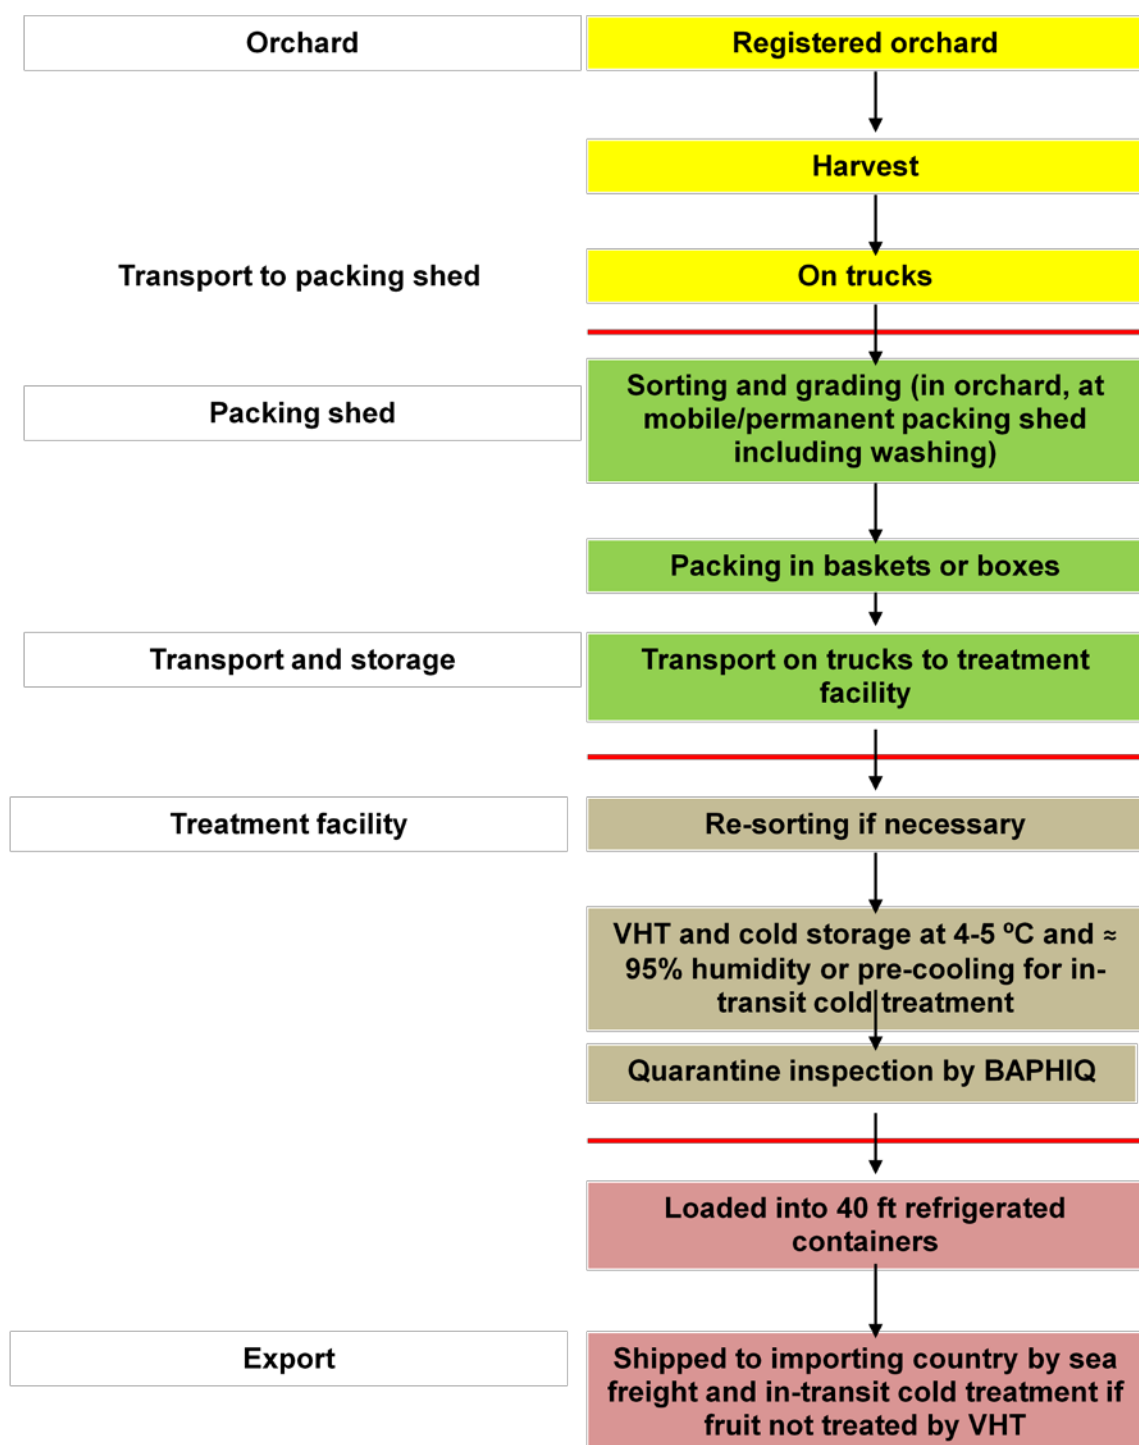 Orchard
Registered orchard
Harvest
Transport to packing shed
On trucks
Packing shed
Sorting and grading (in orchard, at
mobile/permanent packing shed
including washing)
Packing in baskets or boxes
Transport and storage
Transport on trucks to treatment
facility
Treatment facility
Re-sorting if necessary
VHT and cold storage at 4-5 ºC and ≈
95% humidity or pre-cooling for in-
transit cold treatment
Quarantine inspection by BAPHIQ
Loaded into 40 ft refrigerated
containers
Export
Shipped to importing country by sea
freight and in-transit cold treatment if
fruit not treated by VHT